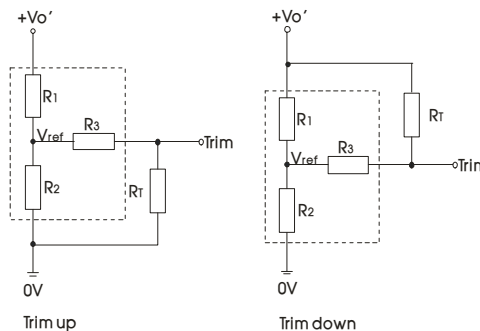 +Vo'
R1
Vref
R3
Trim
R2
RT
0V
Trim up
+Vo'
R1
RT
Vref
R3
Trim
R2
0V
Trim down